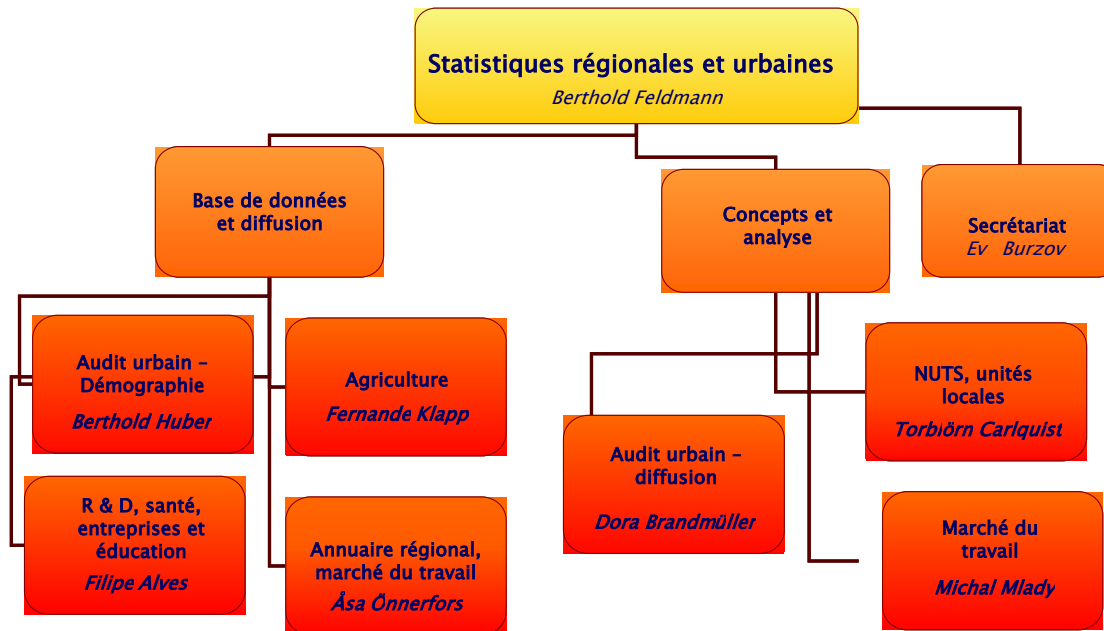 Statistiques régionales et urbaines
Berthold Feldmann
Base de données
et diffusion
Concepts et
analyse
Secrétariat
Ev Burzov
Audit urbain –
Démographie
Berthold Huber
Agriculture
Fernande Klapp
NUTS, unités
locales
Torbiörn Carlquist
Audit urbain –
diffusion
Dora Brandmüller
R & D, santé,
entreprises et
éducation
Filipe Alves
Annuaire régional,
marché du travail
Åsa Önnerfors
Marché du
travail
Michal Mlady